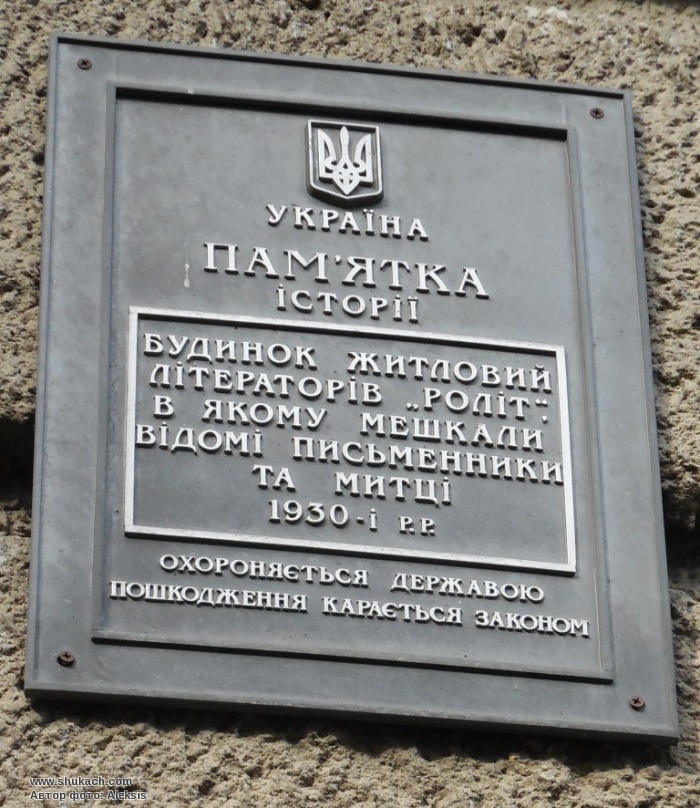 УКРАЇНА
ПАМ'ЯТКА
ІСТОРІЇ
БУДИНОК ЖИТЛОВИЙ
ЛІТЕРАТОРІВ „РОЛІТ“,
В ЯКОМУ МЕШКАЛИ
ВІДОМІ ПИСЬМЕННИКИ
ТА МИТЦІ
1930-і р.р.
ОХОРОНЯЄТЬСЯ ДЕРЖАВОЮ
ПОШКОДЖЕННЯ КАРАЄТЬСЯ ЗАКОНОМ
www.shukach.com
Автор фото: Aleksis